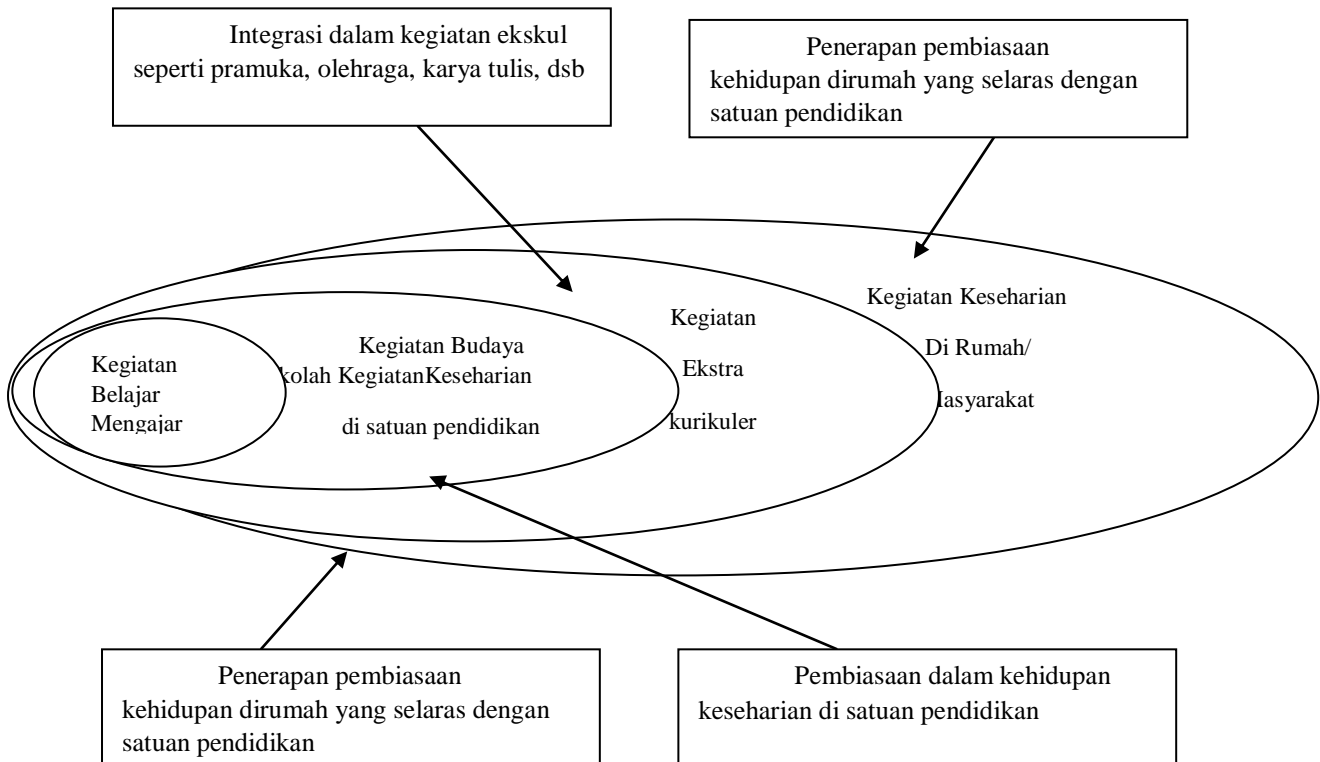 Integrasi dalam kegiatan ekskul
seperti pramuka, olehraga, karya tulis, dsb
Penerapan pembiasaan
kehidupan dirumah yang selaras dengan
satuan pendidikan
Kegiatan
Belajar
Mengajar
Kegiatan Budaya
kolah KegiatanKeseharian
di satuan pendidikan
Kegiatan
Ekstra
kurikuler
Kegiatan Keseharian
Di Rumah/
asyarakat
Penerapan pembiasaan
kehidupan dirumah yang selaras dengan
satuan pendidikan
Pembiasaan dalam kehidupan
keseharian di satuan pendidikan